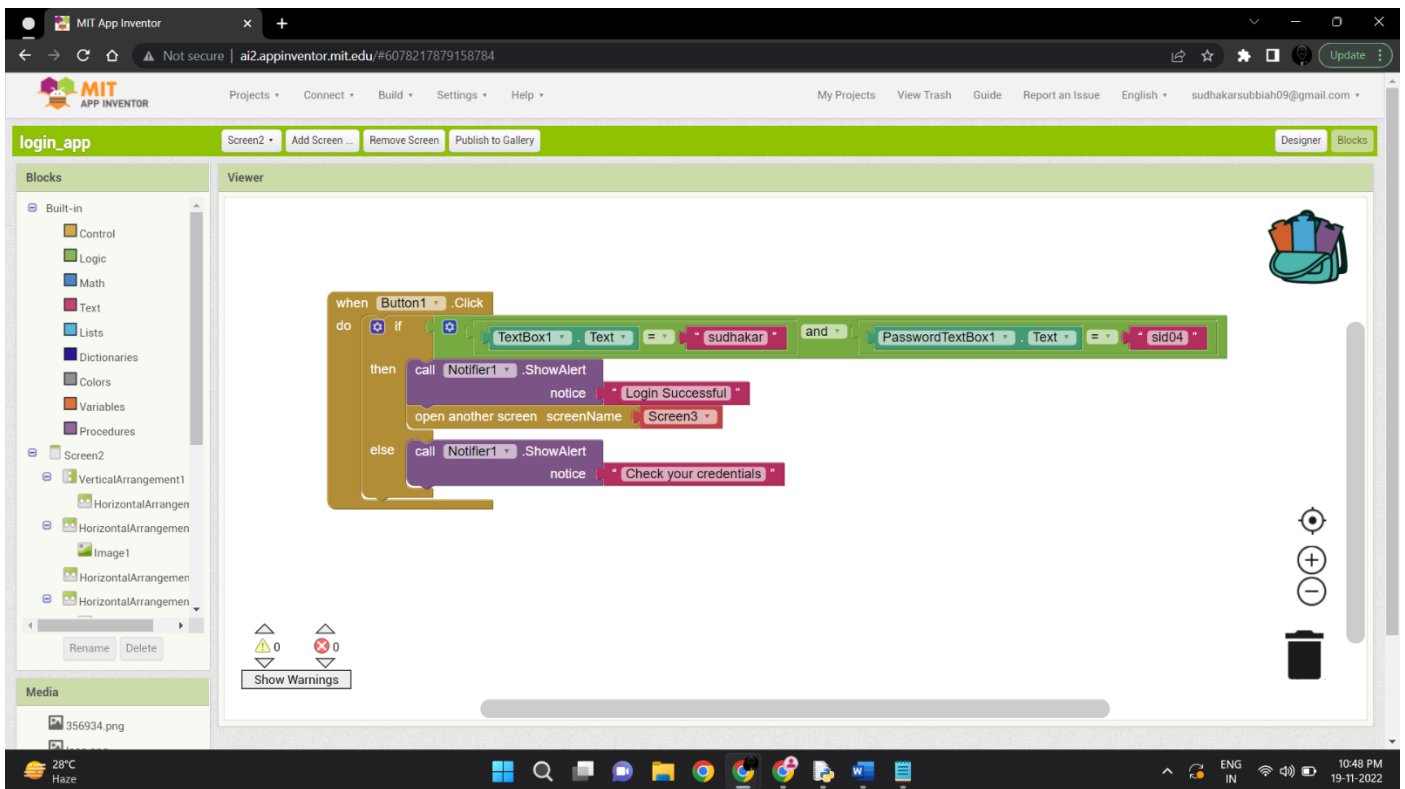 MIT App Inventor
Not secure | ai2.appinventor.mit.edu/#6078217879158784
Update
MIT
APP INVENTOR
Projects Connect Build Settings Help My Projects View Trash Guide Report an Issue English sudhakarsubbiah09@gmail.com
login_app Screen2 Add Screen ... Remove Screen Publish to Gallery Designer Blocks
Blocks
Built-in
Control
Logic
Math
Text
Lists
Dictionaries
Colors
Variables
Procedures
Screen2
VerticalArrangement1
HorizontalArrangen
HorizontalArrangemen
Image1
HorizontalArrangemen
HorizontalArrangemen
Rename Delete
Media
356934.png
Viewer
when Button1 .Click
do if TextBox1 . Text = " sudhakar " and PasswordTextBox1 . Text = " sid04 "
then call Notifier1 .ShowAlert
notice " Login Successful "
open another screen screenName Screen3
else call Notifier1 .ShowAlert
notice " Check your credentials "
0 0
Show Warnings
28°C
Haze
ENG
IN
10:48 PM
19-11-2022